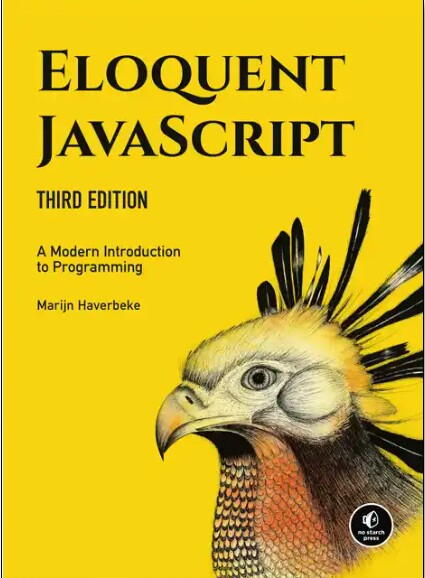 ELOQUENT
JAVASCRIPT
THIRD EDITION
A Modern Introduction
to Programming
Marijn Haverbeke
no starch
press